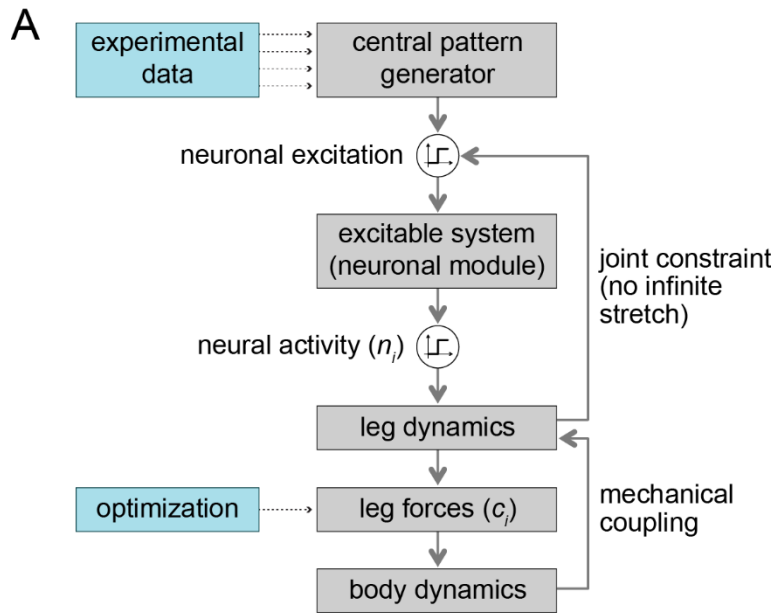 A
experimental
data
central pattern
generator
neuronal excitation
excitable system
(neuronal module)
joint constraint
(no infinite
stretch)
neural activity (nᵢ)
leg dynamics
optimization
leg forces (cᵢ)
mechanical
coupling
body dynamics